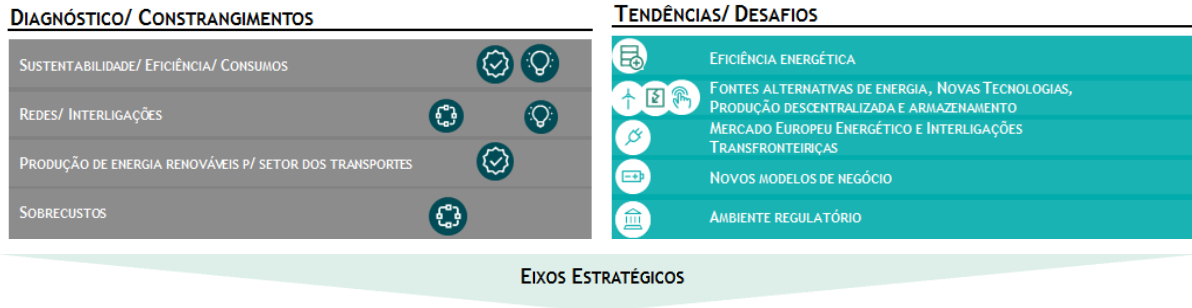 DIAGNÓSTICO/ CONSTRANGIMENTOS
SUSTENTABILIDADE/ EFICIÊNCIA/ CONSUMOS
REDES/ INTERLIGAÇÕES
PRODUÇÃO DE ENERGIA RENOVÁVEIS P/ SETOR DOS TRANSPORTES
SOBRECUSTOS
TENDÊNCIAS/ DESAFIOS
EFICIÊNCIA ENERGÉTICA
FONTES ALTERNATIVAS DE ENERGIA, NOVAS TECNOLOGIAS,
PRODUÇÃO DESCENTRALIZADA E ARMAZENAMENTO
MERCADO EUROPEU ENERGÉTICO E INTERLIGAÇÕES
TRANSFRONTEIRIÇAS
NOVOS MODELOS DE NEGÓCIO
AMBIENTE REGULATÓRIO
EIXOS ESTRATÉGICOS